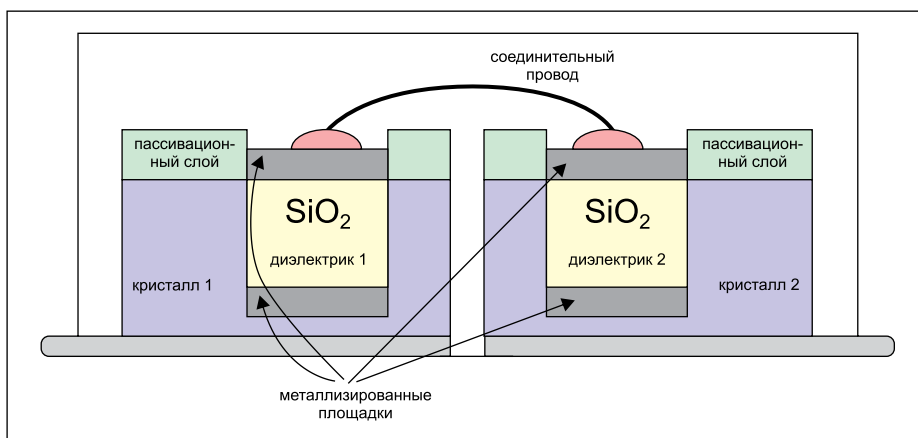 соединительный
провод
пассивацион-
ный слой
пассивацион-
ный слой
SiO₂
SiO₂
диэлектрик 1
диэлектрик 2
кристалл 1
кристалл 2
металлизированные
площадки